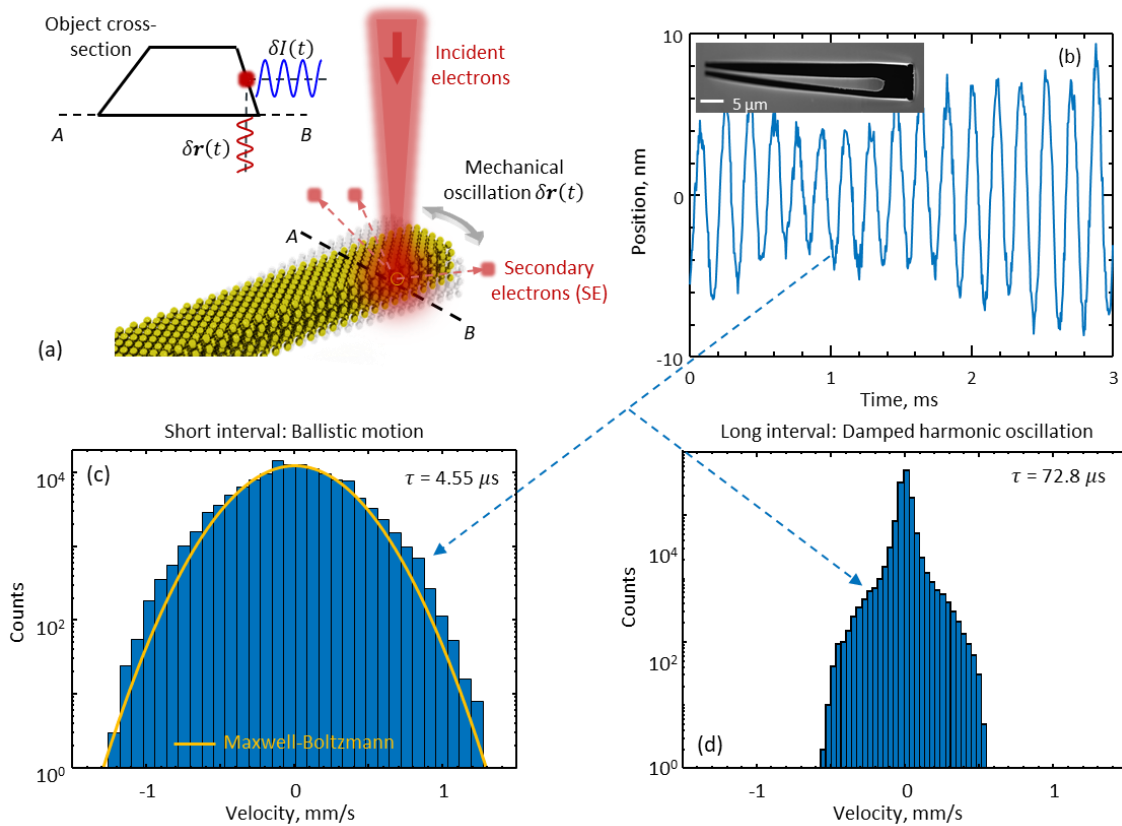 Object cross-
section
δI(t)
A
B
δr(t)
Incident
electrons
Mechanical
oscillation δr(t)
A
Secondary
electrons (SE)
B
(a)
10
(b)
5 μm
Position, nm
0
-10
0
1
2
3
Time, ms
Short interval: Ballistic motion
(c)
τ = 4.55 μs
10⁴
10²
10⁰
Counts
Maxwell-Boltzmann
-1
0
1
Velocity, mm/s
Long interval: Damped harmonic oscillation
τ = 72.8 μs
10⁴
10²
10⁰
Counts
(d)
-1
0
1
Velocity, mm/s